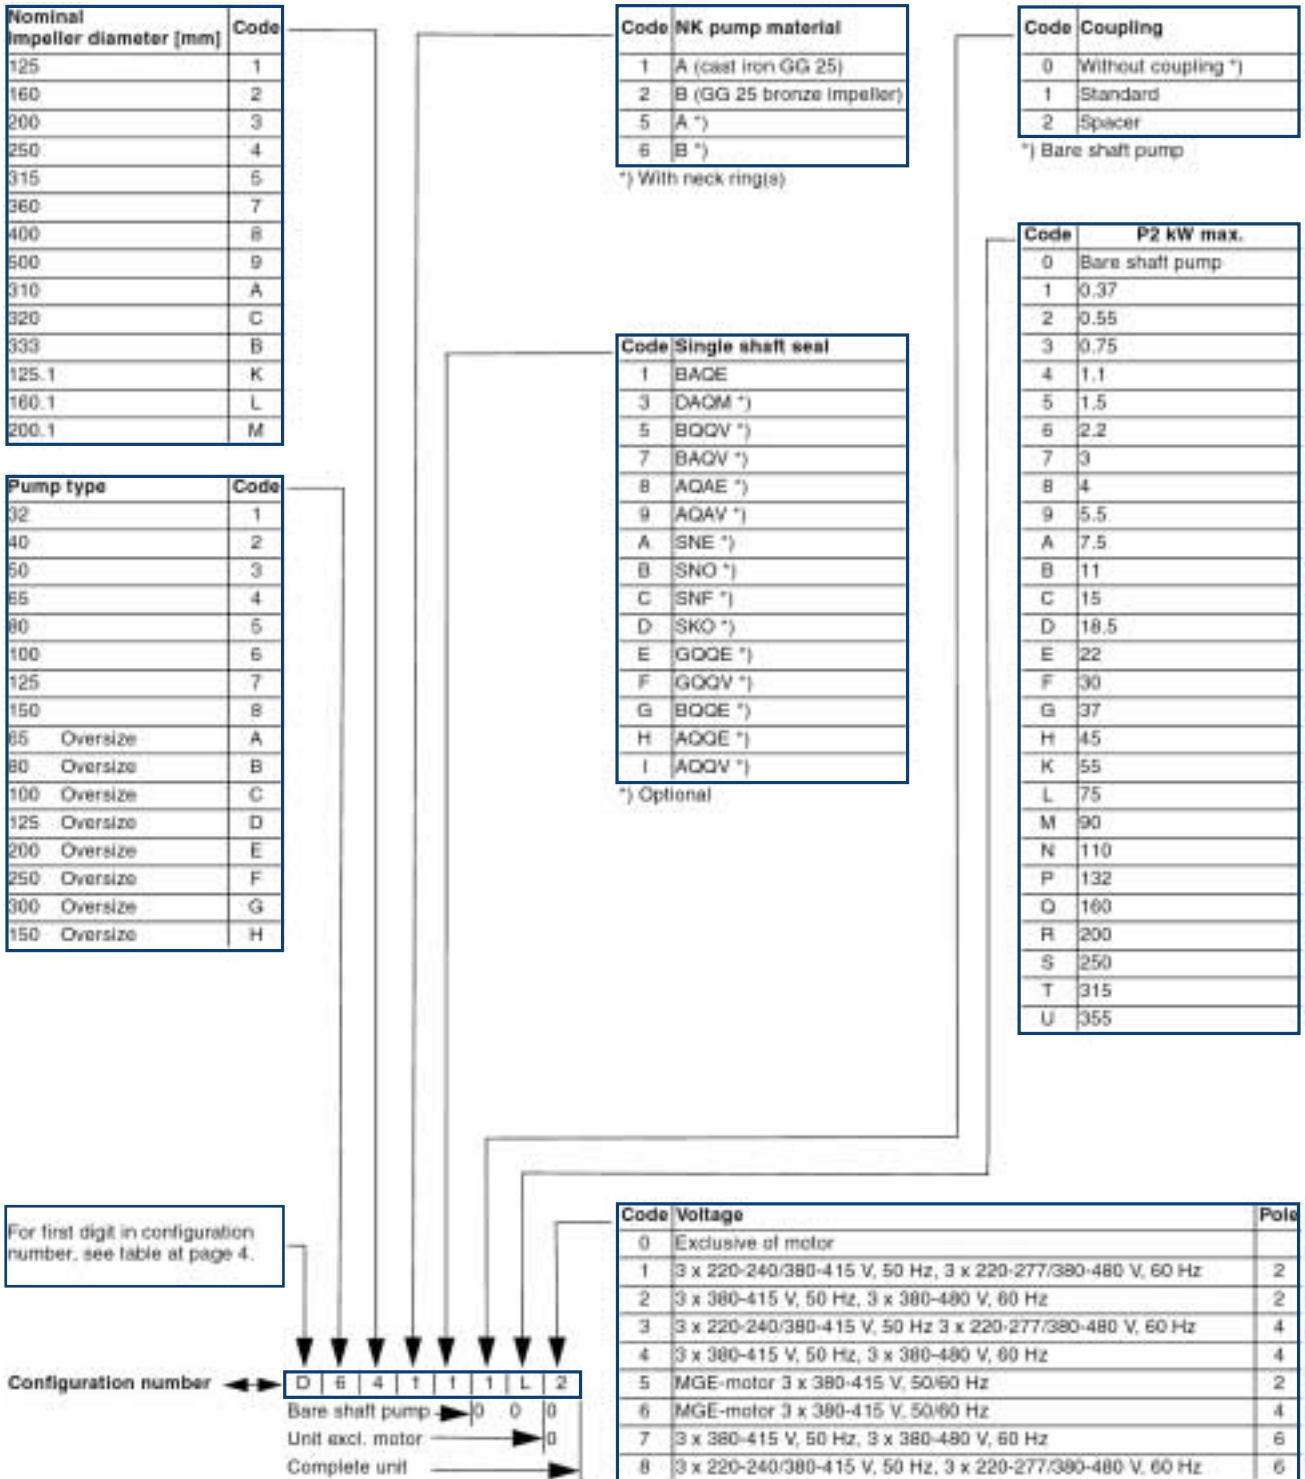 Nominal
impeller diameter [mm] Code
125 1
160 2
200 3
250 4
315 5
360 7
400 8
500 9
310 A
320 C
333 B
125.1 K
160.1 L
200.1 M
Pump type Code
32 1
40 2
50 3
65 4
80 5
100 6
125 7
150 8
65 Oversize A
80 Oversize B
100 Oversize C
125 Oversize D
200 Oversize E
250 Oversize F
300 Oversize G
150 Oversize H
Code NK pump material
1 A (cast iron GG 25)
2 B (GG 25 bronze impeller)
5 A *)
6 B *)
*) With neck ring(s)
Code Single shaft seal
1 BAQE
3 DAQM *)
5 BQQV *)
7 BAQV *)
8 AQAE *)
9 AQAV *)
A SNE *)
B SNO *)
C SNF *)
D SKO *)
E GQQE *)
F GQQV *)
G BQQE *)
H AQQE *)
I AQQV *)
*) Optional
Code Coupling
0 Without coupling *)
1 Standard
2 Spacer
*) Bare shaft pump
Code P2 kW max.
0 Bare shaft pump
1 0.37
2 0.55
3 0.75
4 1.1
5 1.5
6 2.2
7 3
8 4
9 5.5
A 7.5
B 11
C 15
D 18.5
E 22
F 30
G 37
H 45
K 55
L 75
M 90
N 110
P 132
Q 160
R 200
S 250
T 315
U 355
For first digit in configuration
number, see table at page 4.
Configuration number D 6 4 1 1 1 L 2
Bare shaft pump 0 0 0
Unit excl. motor 0
Complete unit
Code Voltage Pole
0 Exclusive of motor
1 3 x 220-240/380-415 V, 50 Hz, 3 x 220-277/380-480 V, 60 Hz 2
2 3 x 380-415 V, 50 Hz, 3 x 380-480 V, 60 Hz 2
3 3 x 220-240/380-415 V, 50 Hz 3 x 220-277/380-480 V, 60 Hz 4
4 3 x 380-415 V, 50 Hz, 3 x 380-480 V, 60 Hz 4
5 MGE-motor 3 x 380-415 V, 50/60 Hz 2
6 MGE-motor 3 x 380-415 V. 50/60 Hz 4
7 3 x 380-415 V, 50 Hz, 3 x 380-480 V, 60 Hz 6
8 3 x 220-240/380-415 V, 50 Hz, 3 x 220-277/380-480 V, 60 Hz 6